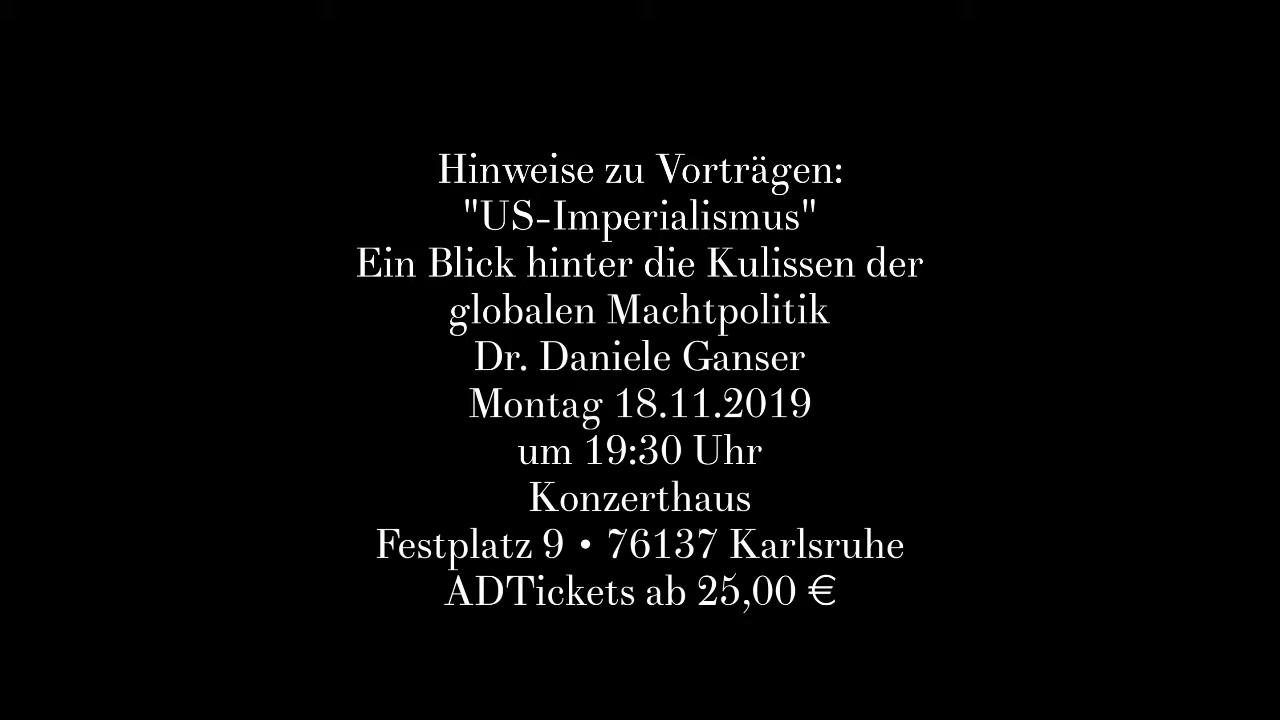 Hinweise zu Vorträgen:
"US-Imperialismus"
Ein Blick hinter die Kulissen der
globalen Machtpolitik
Dr. Daniele Ganser
Montag 18.11.2019
um 19:30 Uhr
Konzerthaus
Festplatz 9 • 76137 Karlsruhe
ADTickets ab 25,00 €